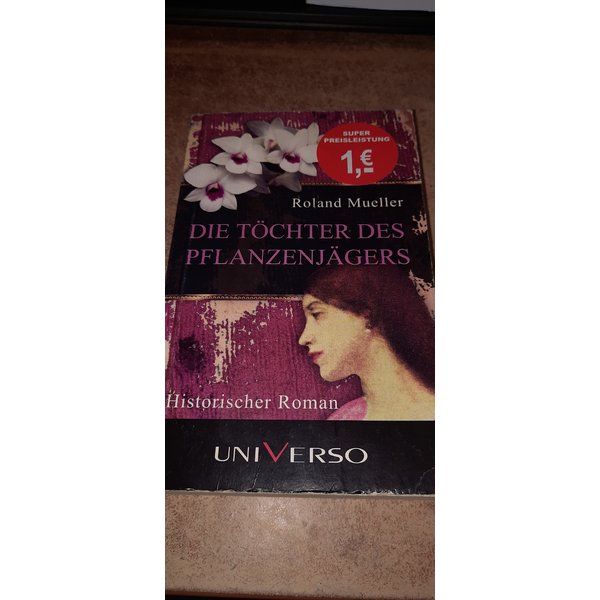 SUPER
PREISLEISTUNG
1,€
Roland Mueller
DIE TÖCHTER DES
PFLANZENJÄGERS
Historischer Roman
UNIVERSO